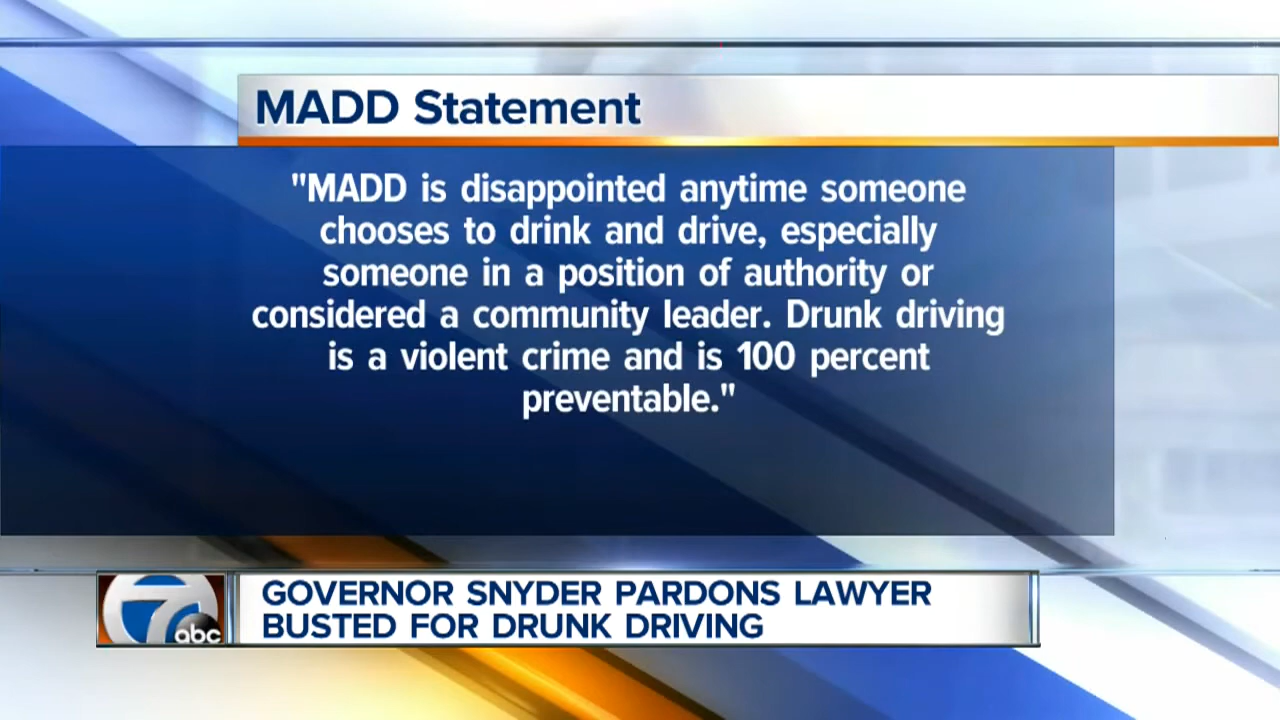 MADD Statement
"MADD is disappointed anytime someone
chooses to drink and drive, especially
someone in a position of authority or
considered a community leader. Drunk driving
is a violent crime and is 100 percent
preventable."
7
abc
GOVERNOR SNYDER PARDONS LAWYER
BUSTED FOR DRUNK DRIVING